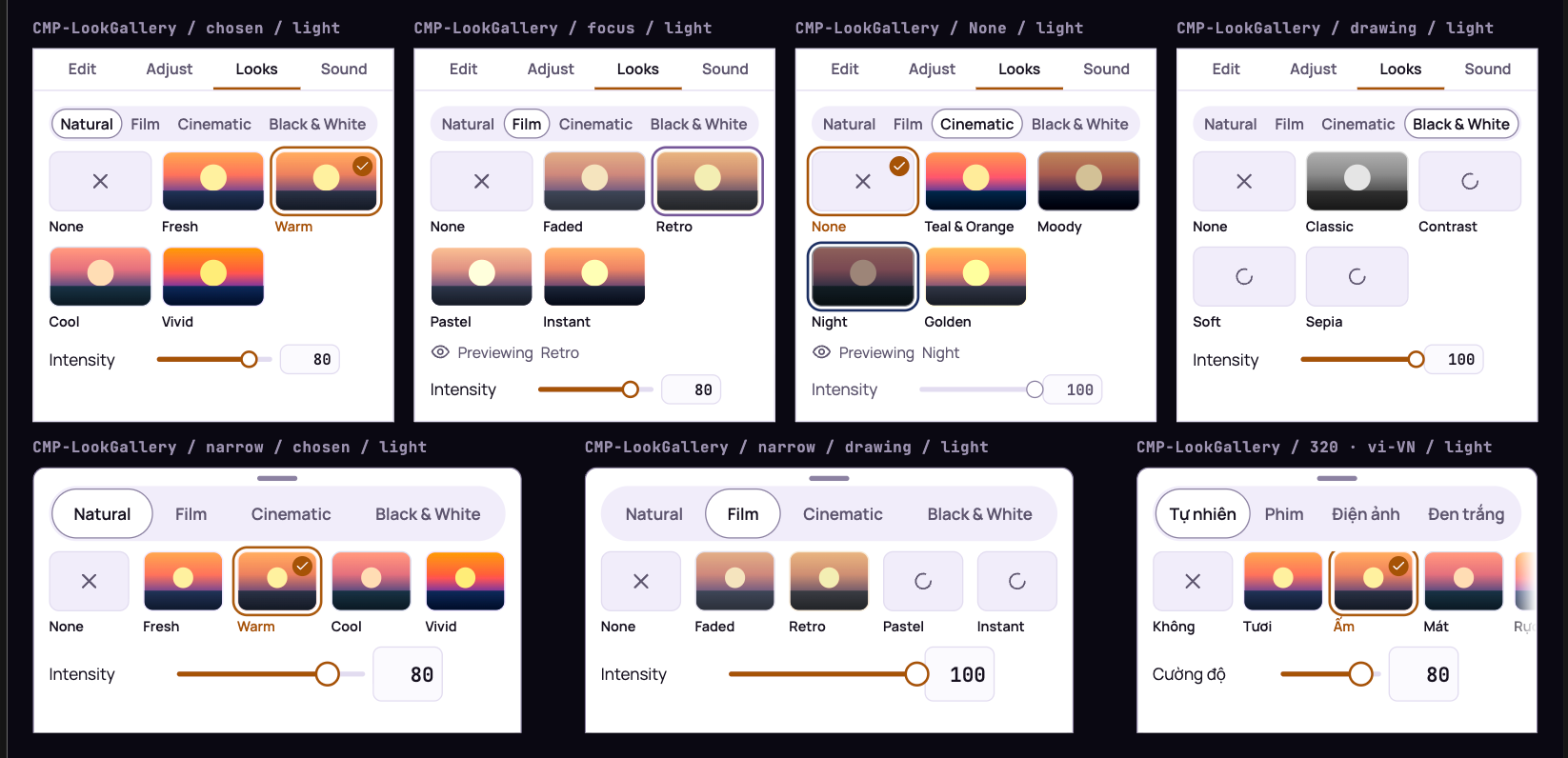 CMP-LookGallery / chosen / light
Edit Adjust Looks Sound
Natural Film Cinematic Black & White
None Fresh Warm
Cool Vivid
Intensity 80
CMP-LookGallery / focus / light
Edit Adjust Looks Sound
Natural Film Cinematic Black & White
None Faded Retro
Pastel Instant
Previewing Retro
Intensity 80
CMP-LookGallery / None / light
Edit Adjust Looks Sound
Natural Film Cinematic Black & White
None Teal & Orange Moody
Night Golden
Previewing Night
Intensity 100
CMP-LookGallery / drawing / light
Edit Adjust Looks Sound
Natural Film Cinematic Black & White
None Classic Contrast
Soft Sepia
Intensity 100
CMP-LookGallery / narrow / chosen / light
Natural Film Cinematic Black & White
None Fresh Warm Cool Vivid
Intensity 80
CMP-LookGallery / narrow / drawing / light
Natural Film Cinematic Black & White
None Faded Retro Pastel Instant
Intensity 100
CMP-LookGallery / 320 · vi-VN / light
Tự nhiên Phim Điện ảnh Đen trắng
Không Tươi Ấm Mát
Cường độ 80